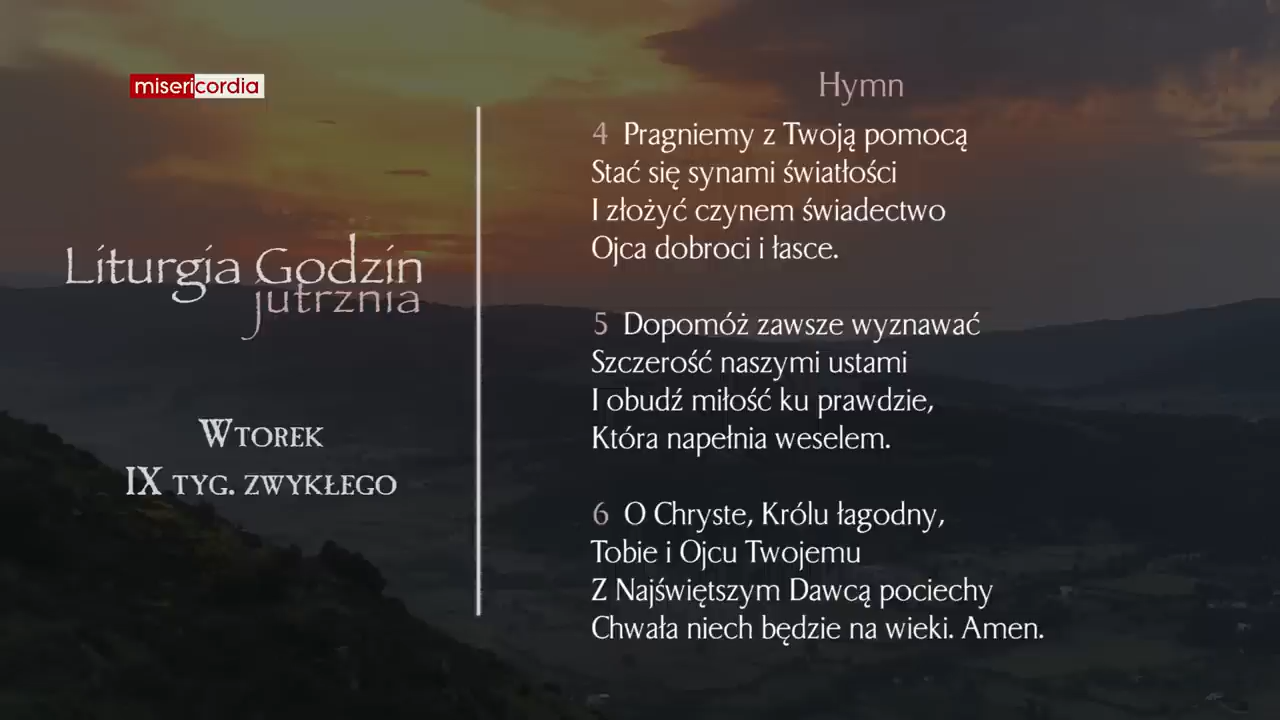 misericordia
Liturgia Godzin
jutrznia
Wtorek
IX tyg. zwykłego
Hymn
4 Pragniemy z Twoją pomocą
Stać się synami światłości
I złożyć czynem świadectwo
Ojca dobroci i łasce.
5 Dopomóż zawsze wyznawać
Szczerość naszymi ustami
I obudź miłość ku prawdzie,
Która napełnia weselem.
6 O Chryste, Królu łagodny,
Tobie i Ojcu Twojemu
Z Najświętszym Dawcą pociechy
Chwała niech będzie na wieki. Amen.